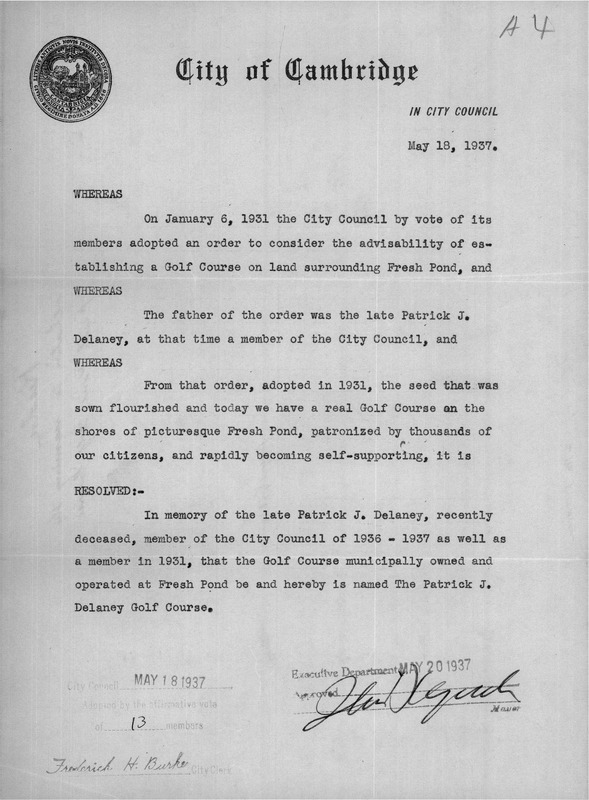 A 4
City of Cambridge
IN CITY COUNCIL
May 18, 1937.
WHEREAS
On January 6, 1931 the City Council by vote of its
members adopted an order to consider the advisability of es-
tablishing a Golf Course on land surrounding Fresh Pond, and
WHEREAS
The father of the order was the late Patrick J.
Delaney, at that time a member of the City Council, and
WHEREAS
From that order, adopted in 1931, the seed that was
sown flourished and today we have a real Golf Course on the
shores of picturesque Fresh Pond, patronized by thousands of
our citizens, and rapidly becoming self-supporting, it is
RESOLVED:-
In memory of the late Patrick J. Delaney, recently
deceased, member of the City Council of 1936 - 1937 as well as
a member in 1931, that the Golf Course municipally owned and
operated at Fresh Pond be and hereby is named The Patrick J.
Delaney Golf Course.
City Council MAY 18 1937
Adopted by the affirmative vote
of 13 members
Frederick H. Burke City Clerk
Executive Department MAY 20 1937
Approved
Mayor